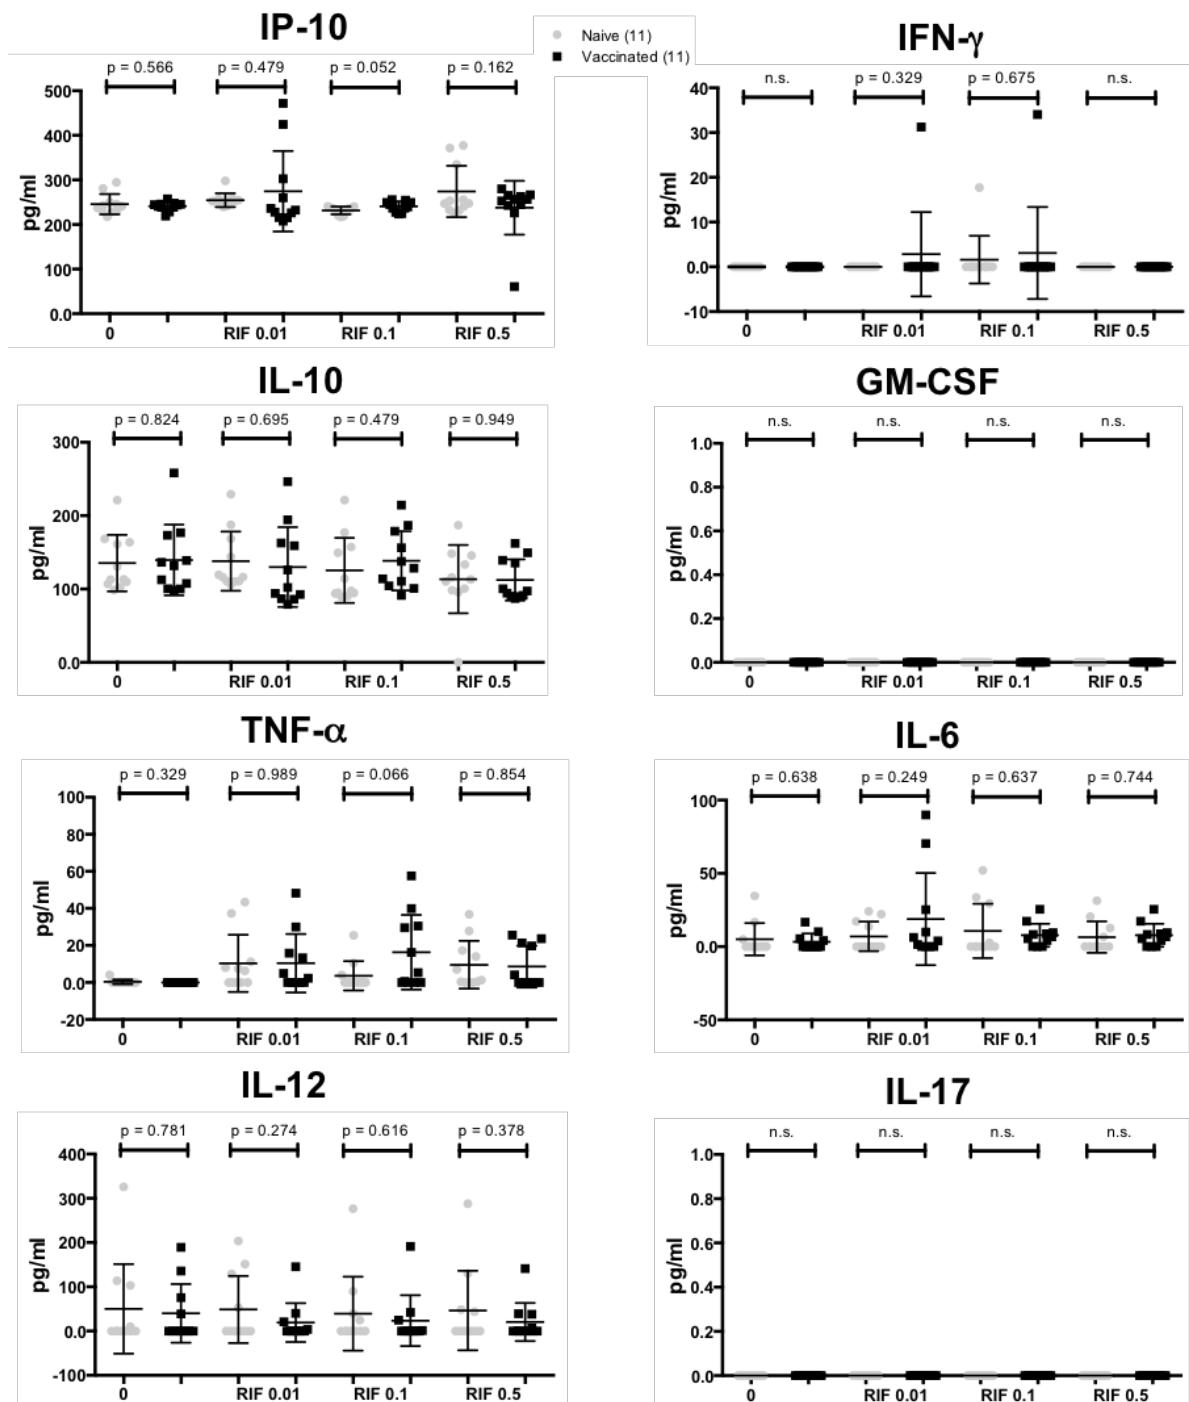 IP-10
Naive (11)
Vaccinated (11)
p = 0.566 p = 0.479 p = 0.052 p = 0.162
500
400
300
200
100
0.0
pg/ml
0 RIF 0.01 RIF 0.1 RIF 0.5
IFN-γ
n.s. p = 0.329 p = 0.675 n.s.
40
30
20
10
0.0
-10
pg/ml
0 RIF 0.01 RIF 0.1 RIF 0.5
IL-10
p = 0.824 p = 0.695 p = 0.479 p = 0.949
300
200
100
0.0
pg/ml
0 RIF 0.01 RIF 0.1 RIF 0.5
GM-CSF
n.s. n.s. n.s. n.s.
1.0
0.8
0.6
0.4
0.2
0.0
pg/ml
0 RIF 0.01 RIF 0.1 RIF 0.5
TNF-α
p = 0.329 p = 0.989 p = 0.066 p = 0.854
100
80
60
40
20
0.0
-20
pg/ml
0 RIF 0.01 RIF 0.1 RIF 0.5
IL-6
p = 0.638 p = 0.249 p = 0.637 p = 0.744
100
50
0.0
-50
pg/ml
0 RIF 0.01 RIF 0.1 RIF 0.5
IL-12
p = 0.781 p = 0.274 p = 0.616 p = 0.378
400
300
200
100
0.0
-100
pg/ml
0 RIF 0.01 RIF 0.1 RIF 0.5
IL-17
n.s. n.s. n.s. n.s.
1.0
0.8
0.6
0.4
0.2
0.0
pg/ml
0 RIF 0.01 RIF 0.1 RIF 0.5